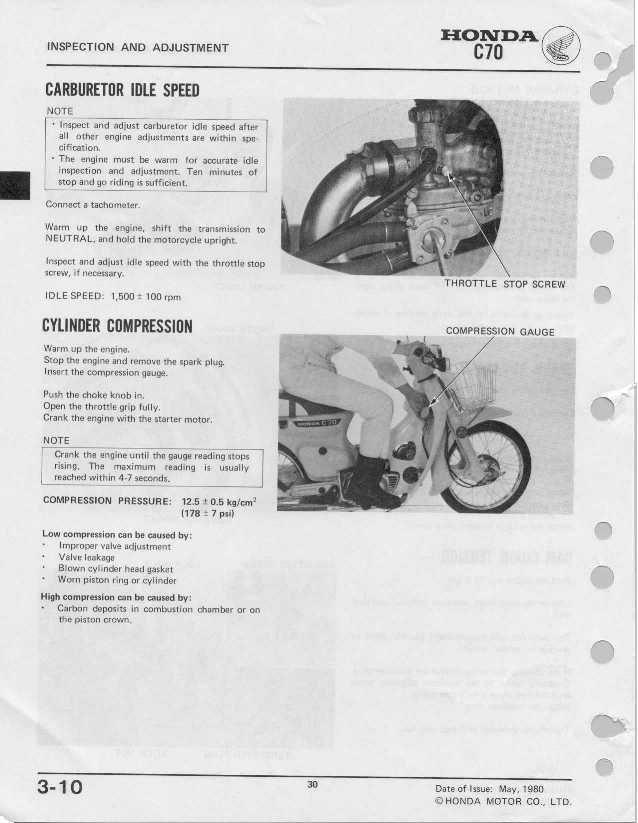 INSPECTION AND ADJUSTMENT
HONDA
C70
CARBURETOR IDLE SPEED
NOTE
· Inspect and adjust carburetor idle speed after
all other engine adjustments are within spe-
cification.
· The engine must be warm for accurate idle
inspection and adjustment. Ten minutes of
stop and go riding is sufficient.
Connect a tachometer.
Warm up the engine, shift the transmission to
NEUTRAL, and hold the motorcycle upright.
Inspect and adjust idle speed with the throttle stop
screw, if necessary.
IDLE SPEED: 1,500 ± 100 rpm
THROTTLE STOP SCREW
CYLINDER COMPRESSION
Warm up the engine.
Stop the engine and remove the spark plug.
Insert the compression gauge.
Push the choke knob in.
Open the throttle grip fully.
Crank the engine with the starter motor.
NOTE
Crank the engine until the gauge reading stops
rising. The maximum reading is usually
reached within 4-7 seconds.
COMPRESSION PRESSURE: 12.5 ± 0.5 kg/cm²
(178 ± 7 psi)
Low compression can be caused by:
· Improper valve adjustment
· Valve leakage
· Blown cylinder head gasket
· Worn piston ring or cylinder
High compression can be caused by:
· Carbon deposits in combustion chamber or on
the piston crown.
COMPRESSION GAUGE
HONDA C70
3-10
30
Date of Issue: May, 1980
© HONDA MOTOR CO., LTD.